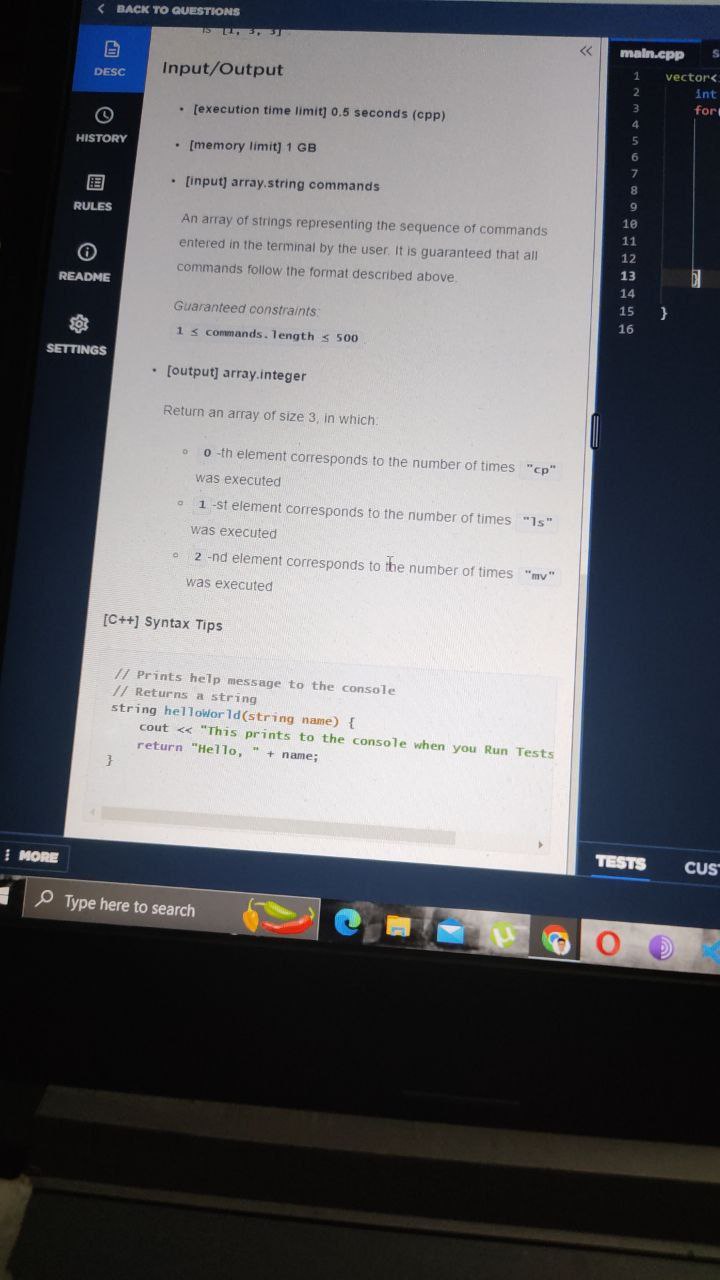 BACK TO QUESTIONS
is [1, 3, 3]
DESC
Input/Output
main.cpp
[execution time limit] 0.5 seconds (cpp)
HISTORY
[memory limit] 1 GB
[input] array.string commands
RULES
An array of strings representing the sequence of commands
entered in the terminal by the user. It is guaranteed that all
commands follow the format described above.
README
Guaranteed constraints:
1 ≤ commands.length ≤ 500
SETTINGS
[output] array.integer
Return an array of size 3, in which:
0 -th element corresponds to the number of times "cp"
was executed
1 -st element corresponds to the number of times "ls"
was executed
2 -nd element corresponds to the number of times "mv"
was executed
[C++] Syntax Tips
// Prints help message to the console
// Returns a string
string helloWorld(string name) {
cout << "This prints to the console when you Run Tests
return "Hello, " + name;
}
1 vector<
2 int
3 for(
4
5
6
7
8
9
10
11
12
13 }
14
15 }
16
MORE
TESTS
CUS
Type here to search